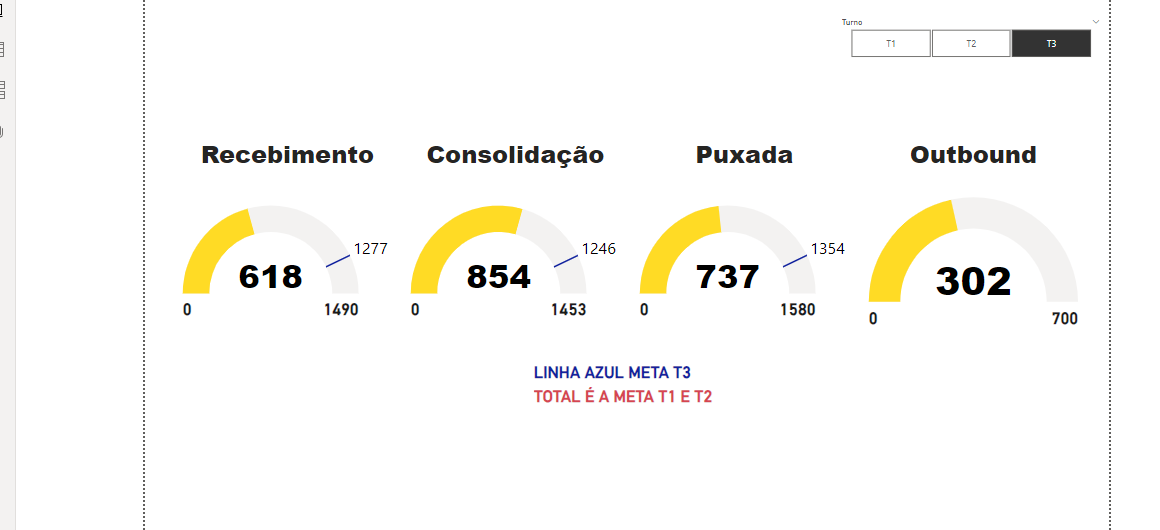 Turno
T1 T2 T3
Recebimento Consolidação Puxada Outbound
1277 1246 1354
618 854 737 302
0 1490 0 1453 0 1580 0 700
LINHA AZUL META T3
TOTAL É A META T1 E T2